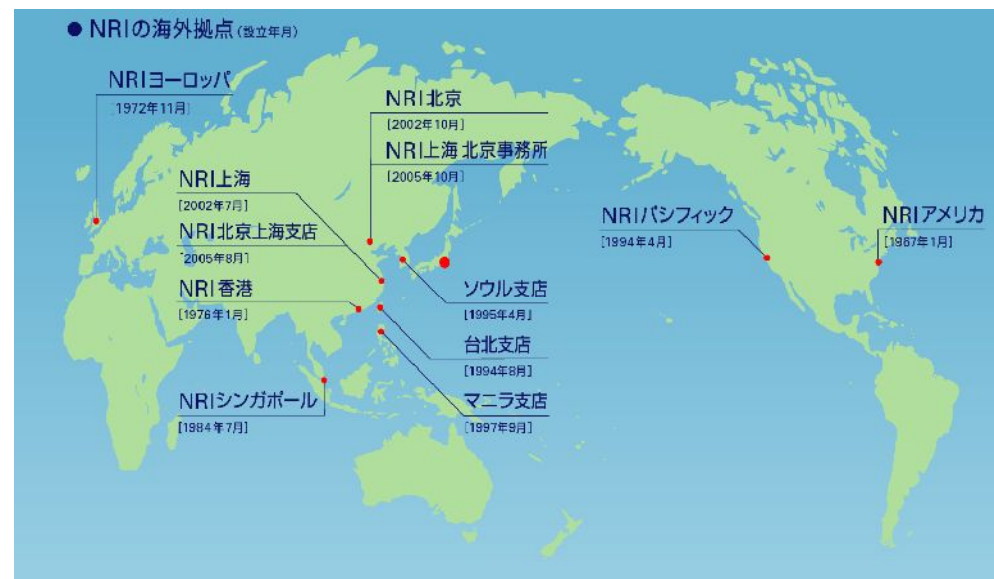 ● NRIの海外拠点(設立年月)
NRIヨーロッパ
[1972年11月]
NRI北京
[2002年10月]
NRI上海 北京事務所
[2005年10月]
NRI上海
[2002年7月]
NRI北京上海支店
[2005年8月]
NRI香港
[1976年1月]
NRIシンガポール
[1984年7月]
ソウル支店
[1995年4月]
台北支店
[1994年8月]
マニラ支店
[1997年9月]
NRIパシフィック
[1994年4月]
NRIアメリカ
[1967年1月]